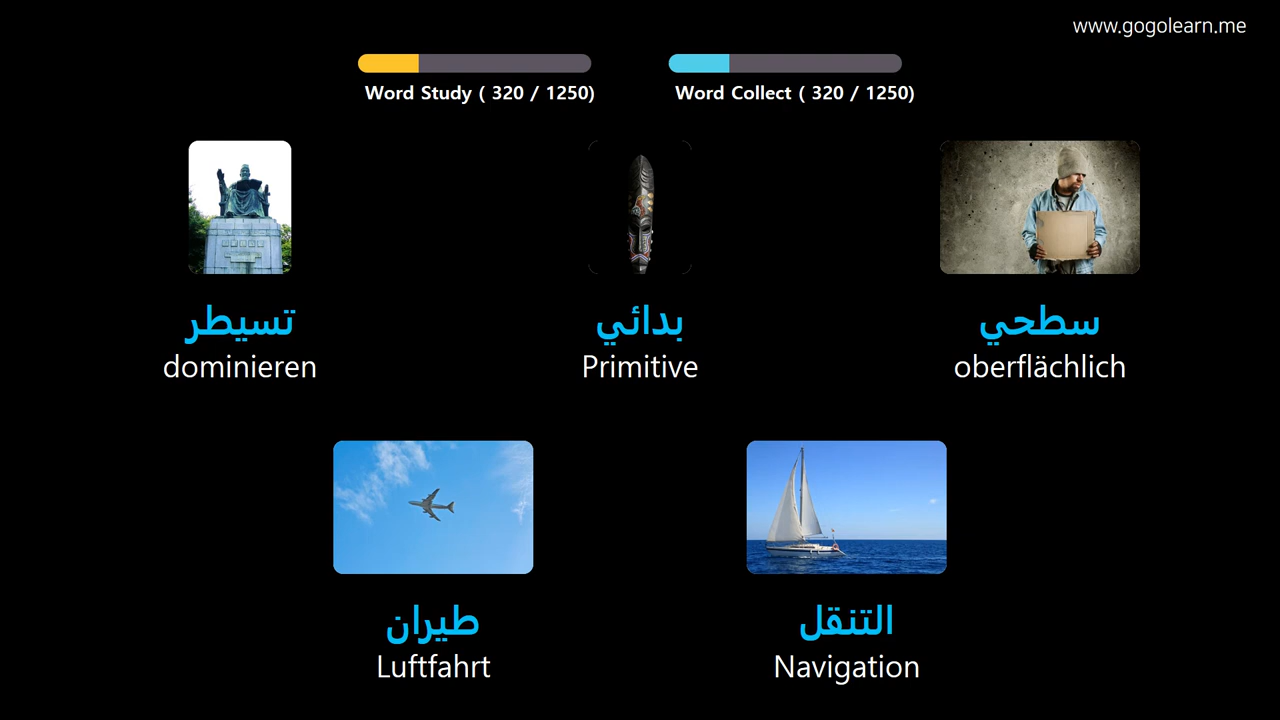 www.gogolearn.me
Word Study ( 320 / 1250)
Word Collect ( 320 / 1250)
تسيطر
dominieren
بدائي
Primitive
سطحي
oberflächlich
طيران
Luftfahrt
التنقل
Navigation